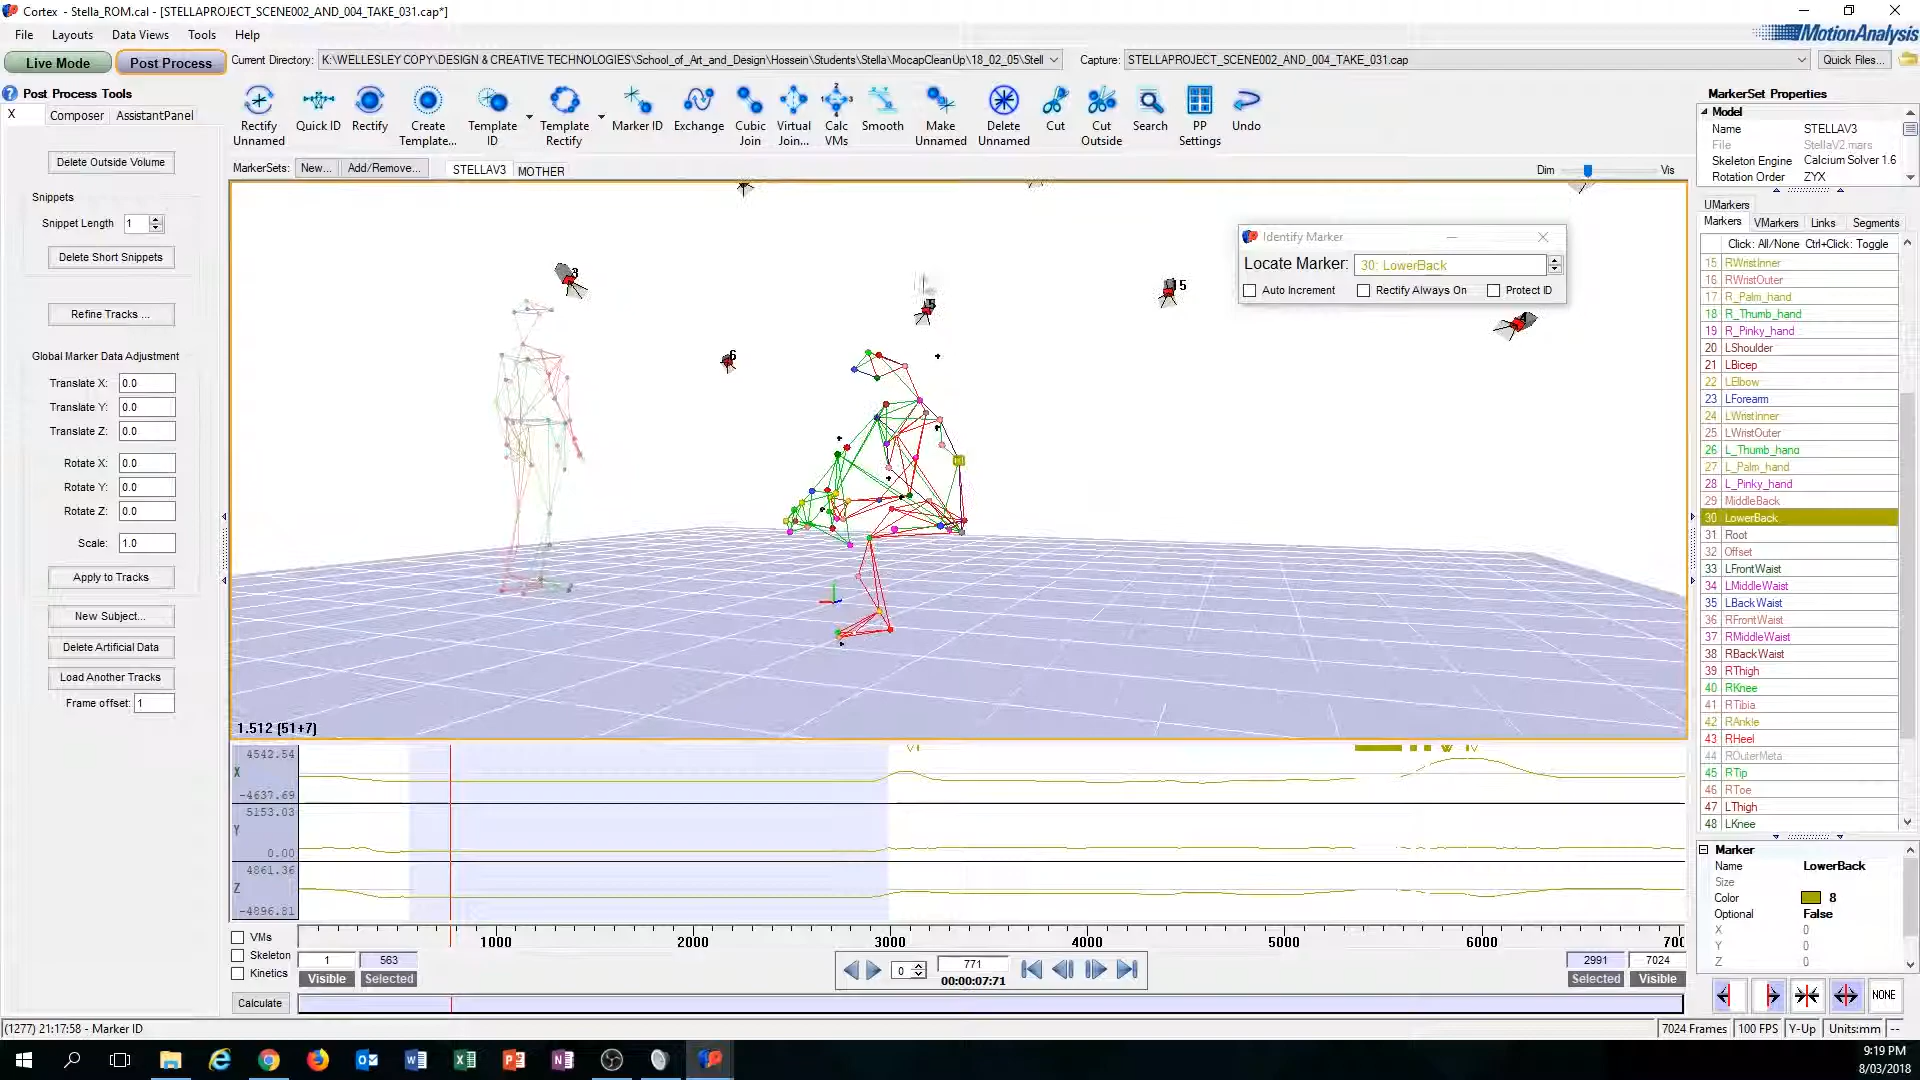 Cortex - Stella_ROM.cal - [STELLAPROJECT_SCENE002_AND_004_TAKE_031.cap*]
File Layouts Data Views Tools Help
MotionAnalysis
Live Mode Post Process Current Directory: K:\WELLESLEY COPY\DESIGN & CREATIVE TECHNOLOGIES\School_of_Art_and_Design\Hossein\Students\Stella\MocapCleanUp\18_02_05\Stell Capture: STELLAPROJECT_SCENE002_AND_004_TAKE_031.cap Quick Files...
Post Process Tools
X Composer AssistantPanel
Rectify Unnamed
Quick ID
Rectify
Create Template...
Template ID
Template Rectify
Marker ID
Exchange
Cubic Join
Virtual Join...
Calc VMs
Smooth
Make Unnamed
Delete Unnamed
Cut
Cut Outside
Search
PP Settings
Undo
MarkerSets: New... Add/Remove... STELLAV3 MOTHER
Dim Vis
Delete Outside Volume
Snippets
Snippet Length 1
Delete Short Snippets
Refine Tracks ...
Global Marker Data Adjustment
Translate X: 0.0
Translate Y: 0.0
Translate Z: 0.0
Rotate X: 0.0
Rotate Y: 0.0
Rotate Z: 0.0
Scale: 1.0
Apply to Tracks
New Subject...
Delete Artificial Data
Load Another Tracks
Frame offset: 1
3
5
6
4
Identify Marker
Locate Marker: 30: LowerBack
Auto Increment Rectify Always On Protect ID
1.512 (51+7)
MarkerSet Properties
Model
Name STELLAV3
File StellaV2.mars
Skeleton Engine Calcium Solver 1.6
Rotation Order ZYX
UMarkers
Markers VMarkers Links Segments
Click: All/None Ctrl+Click: Toggle
15 RWristInner
16 RWristOuter
17 R_Palm_hand
18 R_Thumb_hand
19 R_Pinky_hand
20 LShoulder
21 LBicep
22 LElbow
23 LForearm
24 LWristInner
25 LWristOuter
26 L_Thumb_hand
27 L_Palm_hand
28 L_Pinky_hand
29 MiddleBack
30 LowerBack
31 Root
32 Offset
33 LFrontWaist
34 LMiddleWaist
35 LBackWaist
36 RFrontWaist
37 RMiddleWaist
38 RBackWaist
39 RThigh
40 RKnee
41 RTibia
42 RAnkle
43 RHeel
44 ROuterMeta
45 RTip
46 RToe
47 LThigh
48 LKnee
Marker
Name LowerBack
Size
Color 8
Optional False
X 0
Y 0
Z 0
NONE
4542.54
X
-4637.69
5153.03
Y
0.00
4861.36
Z
-4896.81
VMs
Skeleton
Kinetics
Calculate
1000 2000 3000 4000 5000 6000 700
1 563
Visible Selected
0 771
00:00:07:71
2991 7024
Selected Visible
(1277) 21:17:58 - Marker ID
7024 Frames 100 FPS Y-Up Units:mm --
9:19 PM
8/03/2018